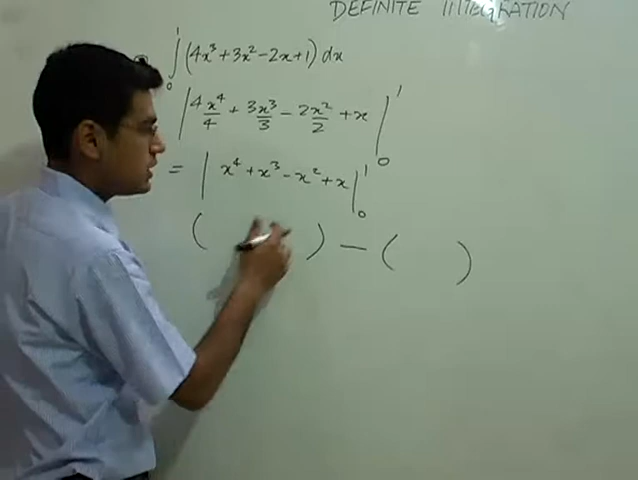 DEFINITE INTEGRATION
∫₀¹ (4x³ + 3x² - 2x + 1) dx
| 4x⁴/4 + 3x³/3 - 2x²/2 + x |₀¹
= | x⁴ + x³ - x² + x |₀¹
( ) — ( )